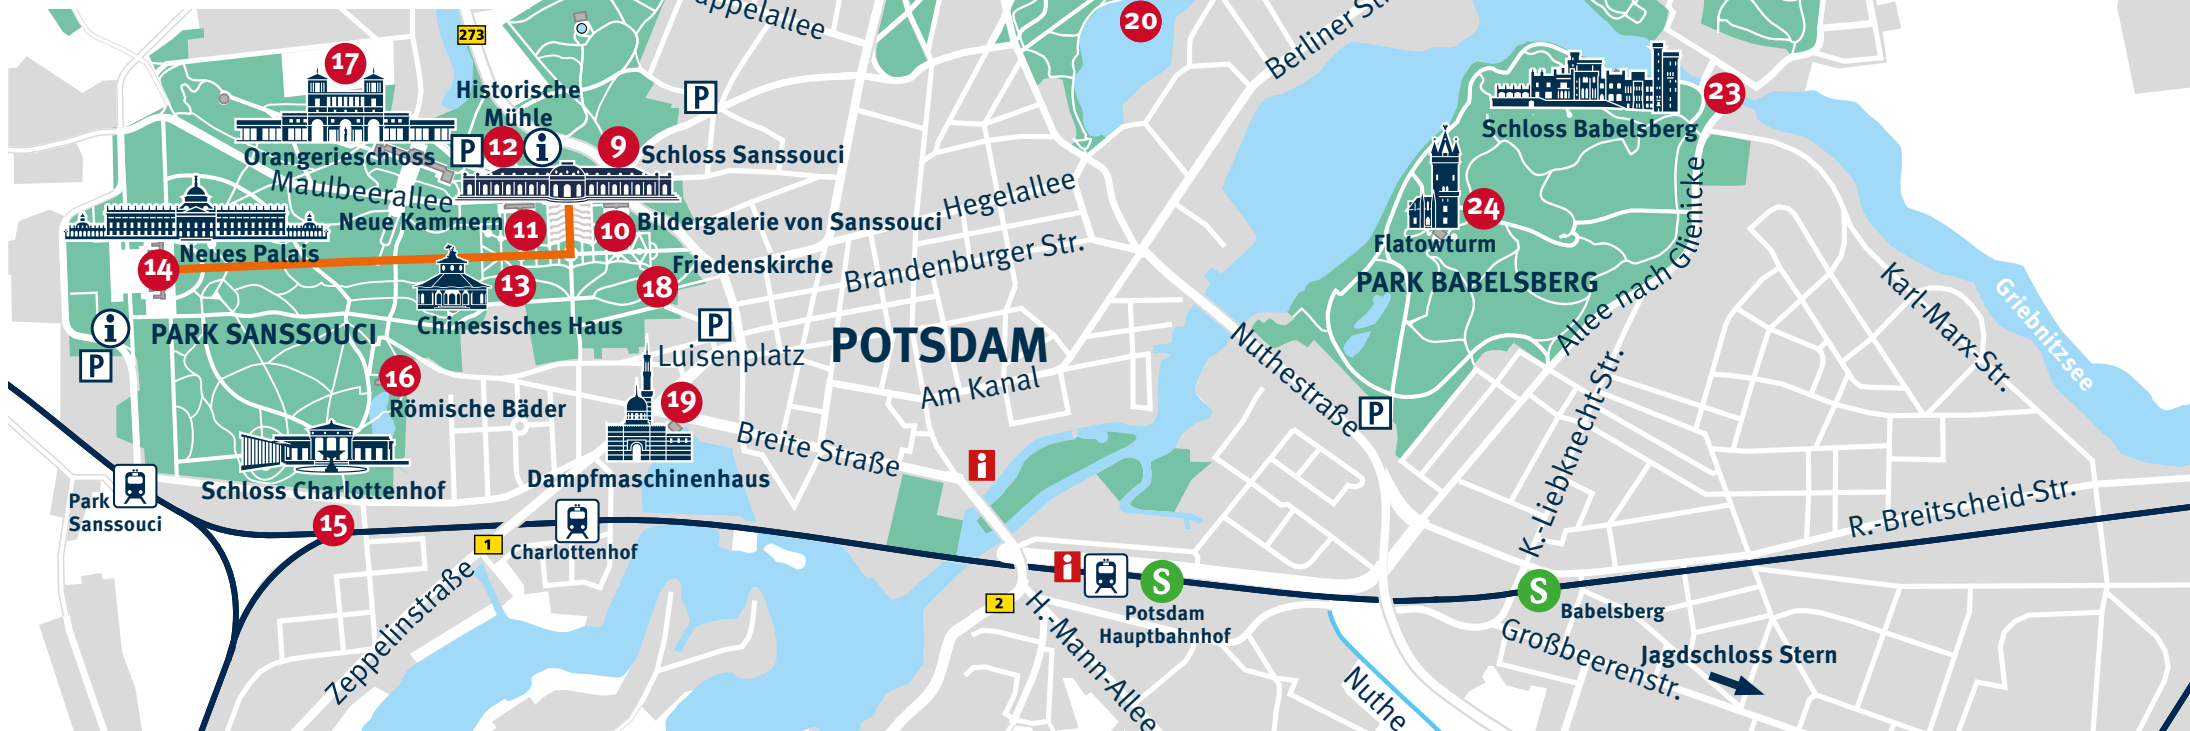 20
appelallee
Berliner St
273
17
Historische
Mühle
P
23
Schloss Babelsberg
Orangerieschloss
P
12
i
9
Schloss Sanssouci
Maulbeerallee
Hegelallee
24
Flatowturm
Neue Kammern
11
10
Bildergalerie von Sanssouci
Neues Palais
14
Brandenburger Str.
Friedenskirche
13
18
PARK BABELSBERG
Allee nach Glienicke
Karl-Marx-Str.
Griebnitzsee
i
PARK SANSSOUCI
Chinesisches Haus
P
P
Luisenplatz
POTSDAM
Nuthestraße
16
Römische Bäder
19
Am Kanal
P
K.-Liebknecht-Str.
Breite Straße
i
Dampfmaschinenhaus
Schloss Charlottenhof
Park
Sanssouci
15
R.-Breitscheid-Str.
1
Charlottenhof
Zeppelinstraße
i
S
Potsdam
Hauptbahnhof
2
H.-Mann-Allee
S
Babelsberg
Großbeerenstr.
Jagdschloss Stern
Nuthe